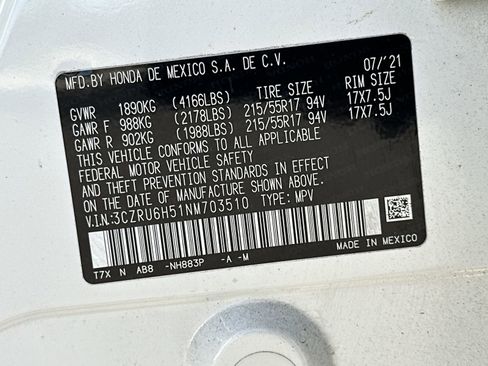 MFD.BY HONDA DE MEXICO S.A. DE C.V. 07/'21
GVWR 1890KG (4166LBS) TIRE SIZE RIM SIZE
GAWR F 988KG (2178LBS) 215/55R17 94V 17X7.5J
GAWR R 902KG (1988LBS) 215/55R17 94V 17X7.5J
THIS VEHICLE CONFORMS TO ALL APPLICABLE
FEDERAL MOTOR VEHICLE SAFETY
AND THEFT PREVENTION STANDARDS IN EFFECT
ON THE DATE OF MANUFACTURE SHOWN ABOVE.
V.I.N:3CZRU6H51NM703510 TYPE: MPV
T7X N AB8 -NH883P -A -M MADE IN MEXICO